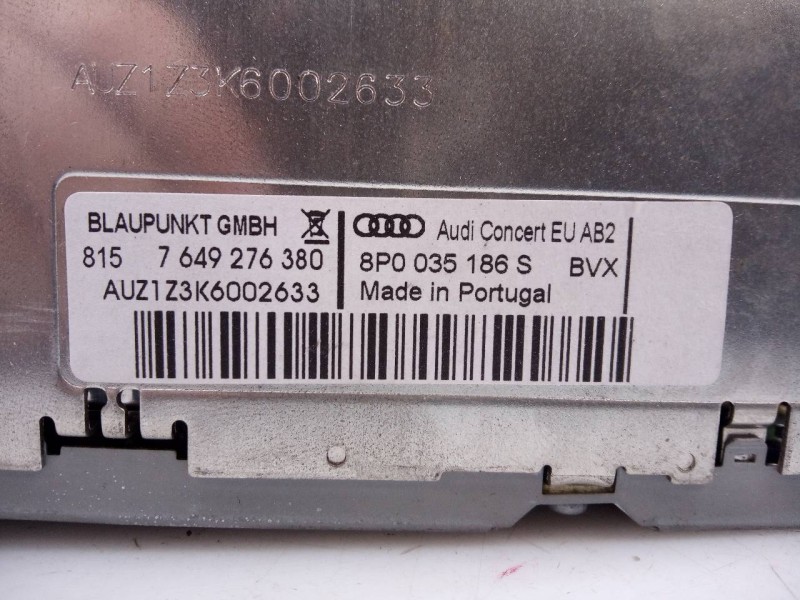 AUZ1Z3K6002633
BLAUPUNKT GMBH
815 7 649 276 380
AUZ1Z3K6002633
Audi Concert EU AB2
8P0 035 186 S BVX
Made in Portugal